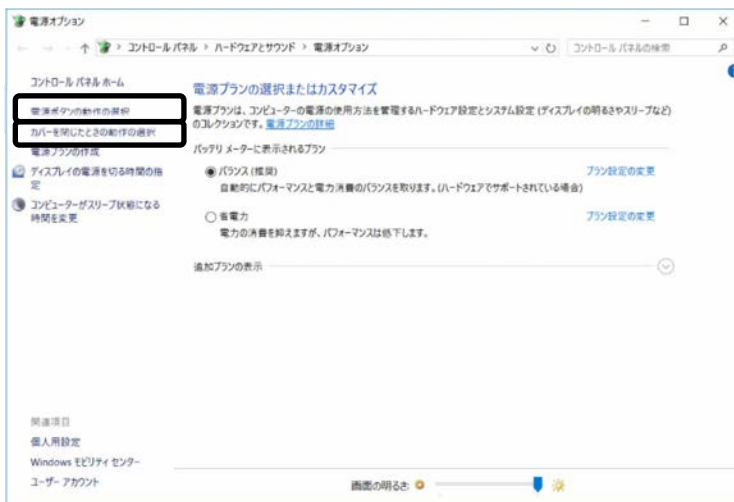 電源オプション
コントロール パネル > ハードウェアとサウンド > 電源オプション
コントロール パネルの検索
コントロール パネル ホーム
電源ボタンの動作の選択
カバーを閉じたときの動作の選択
電源プランの作成
ディスプレイの電源を切る時間の指
定
コンピューターがスリープ状態になる
時間を変更
電源プランの選択またはカスタマイズ
電源プランは、コンピューターの電源の使用方法を管理するハードウェア設定とシステム設定 (ディスプレイの明るさやスリープなど)
のコレクションです。電源プランの詳細
バッテリ メーターに表示されるプラン
バランス (推奨) プラン設定の変更
自動的にパフォーマンスと電力消費のバランスを取ります。(ハードウェアでサポートされている場合)
省電力 プラン設定の変更
電力の消費を抑えますが、パフォーマンスは低下します。
追加プランの表示
関連項目
個人用設定
Windows モビリティ センター
ユーザー アカウント
画面の明るさ: